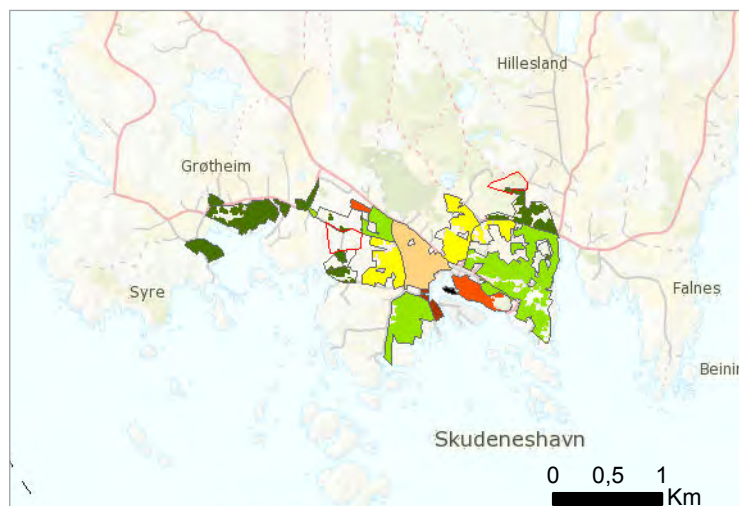 Hillesland
Grøtheim
Syre
Falnes
Beinin
Skudeneshavn
0 0,5 1
Km